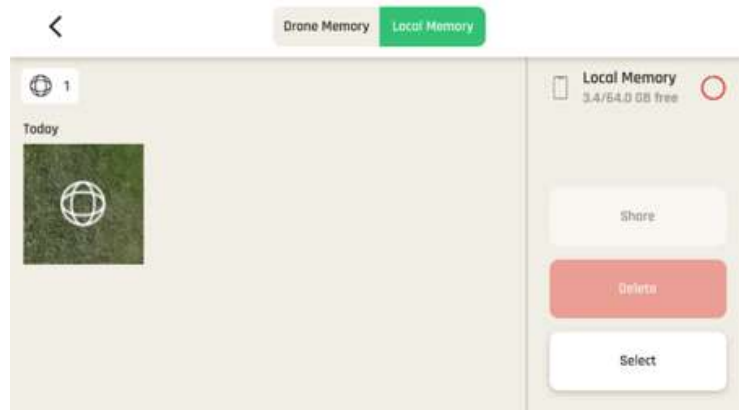 Drone Memory
Local Memory
1
Today
Local Memory
3.4/64.0 GB free
Share
Delete
Select